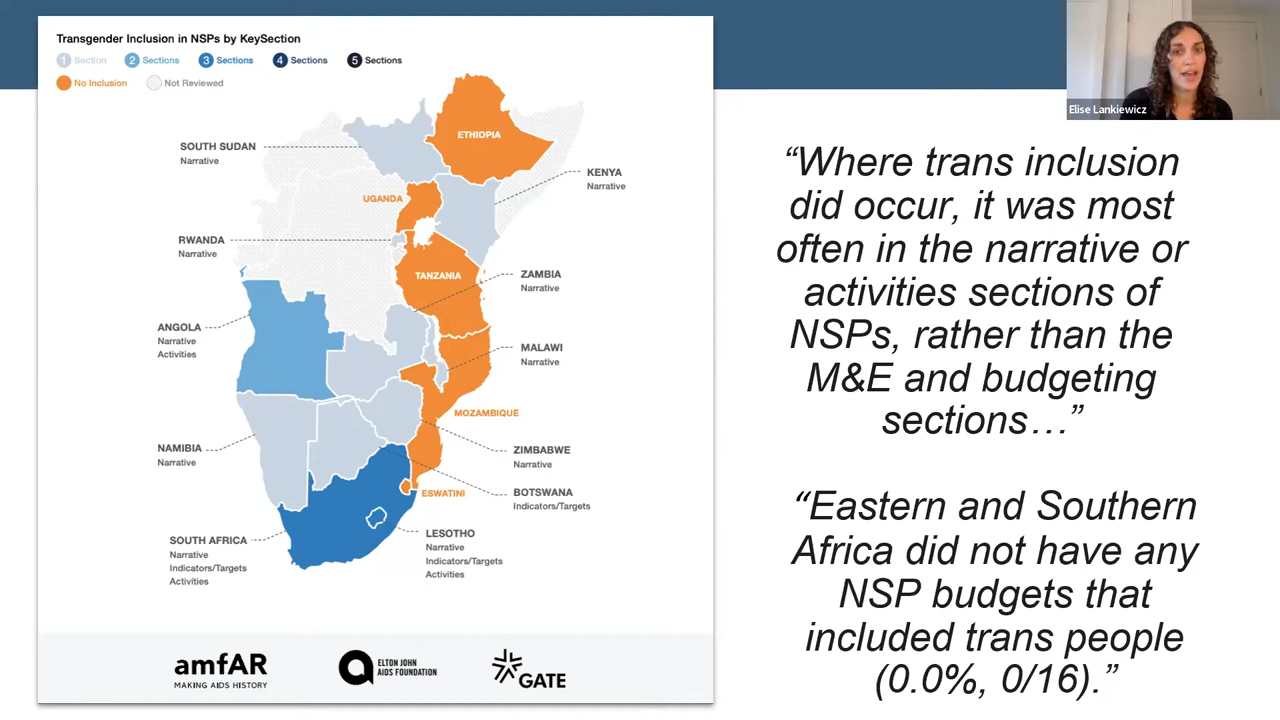 Transgender Inclusion in NSPs by KeySection
1 Section 2 Sections 3 Sections 4 Sections 5 Sections
No Inclusion Not Reviewed
Elise Lankiewicz
ETHIOPIA
SOUTH SUDAN
Narrative
KENYA
Narrative
UGANDA
RWANDA
Narrative
TANZANIA
ZAMBIA
Narrative
ANGOLA
Narrative
Activities
MALAWI
Narrative
MOZAMBIQUE
NAMIBIA
Narrative
ZIMBABWE
Narrative
ESWATINI
BOTSWANA
Indicators/Targets
SOUTH AFRICA
Narrative
Indicators/Targets
Activities
LESOTHO
Narrative
Indicators/Targets
Activities
amfAR
MAKING AIDS HISTORY
ELTON JOHN
AIDS FOUNDATION
GATE
“Where trans inclusion
did occur, it was most
often in the narrative or
activities sections of
NSPs, rather than the
M&E and budgeting
sections…”
“Eastern and Southern
Africa did not have any
NSP budgets that
included trans people
(0.0%, 0/16).”